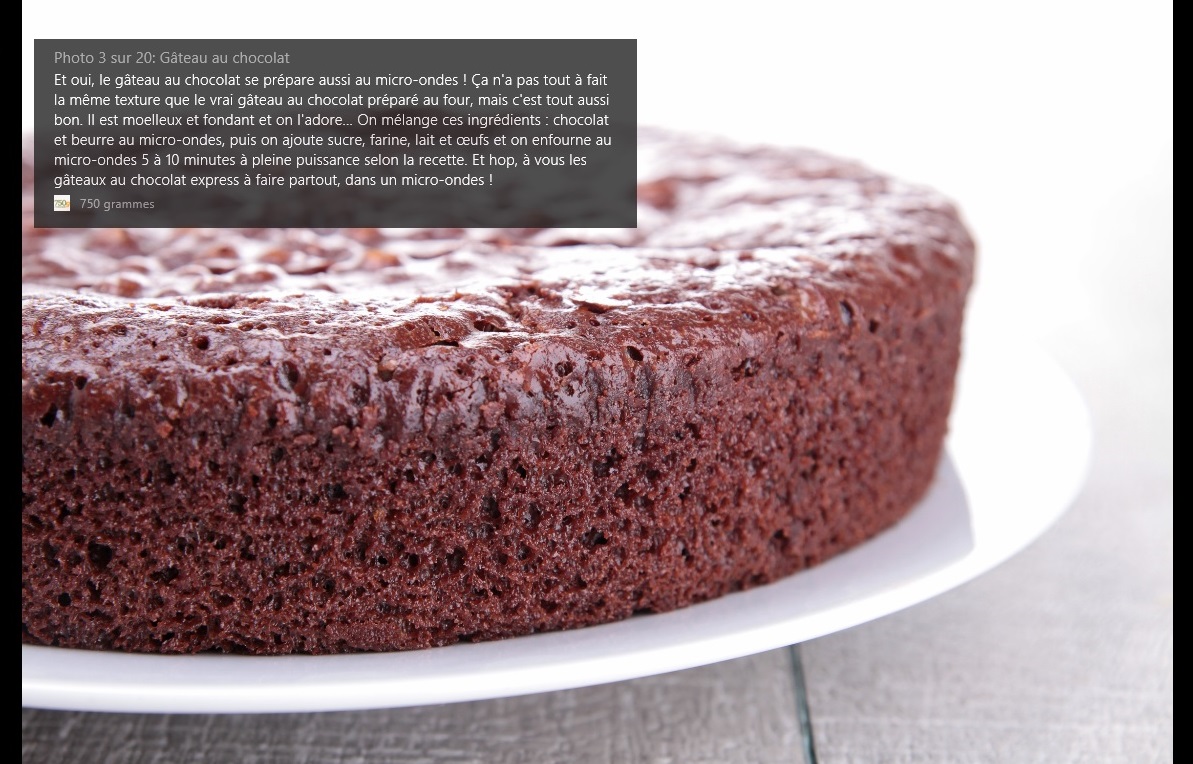 Photo 3 sur 20: Gâteau au chocolat
Et oui, le gâteau au chocolat se prépare aussi au micro-ondes ! Ça n'a pas tout à fait
la même texture que le vrai gâteau au chocolat préparé au four, mais c'est tout aussi
bon. Il est moelleux et fondant et on l'adore... On mélange ces ingrédients : chocolat
et beurre au micro-ondes, puis on ajoute sucre, farine, lait et œufs et on enfourne au
micro-ondes 5 à 10 minutes à pleine puissance selon la recette. Et hop, à vous les
gâteaux au chocolat express à faire partout, dans un micro-ondes !
750g 750 grammes